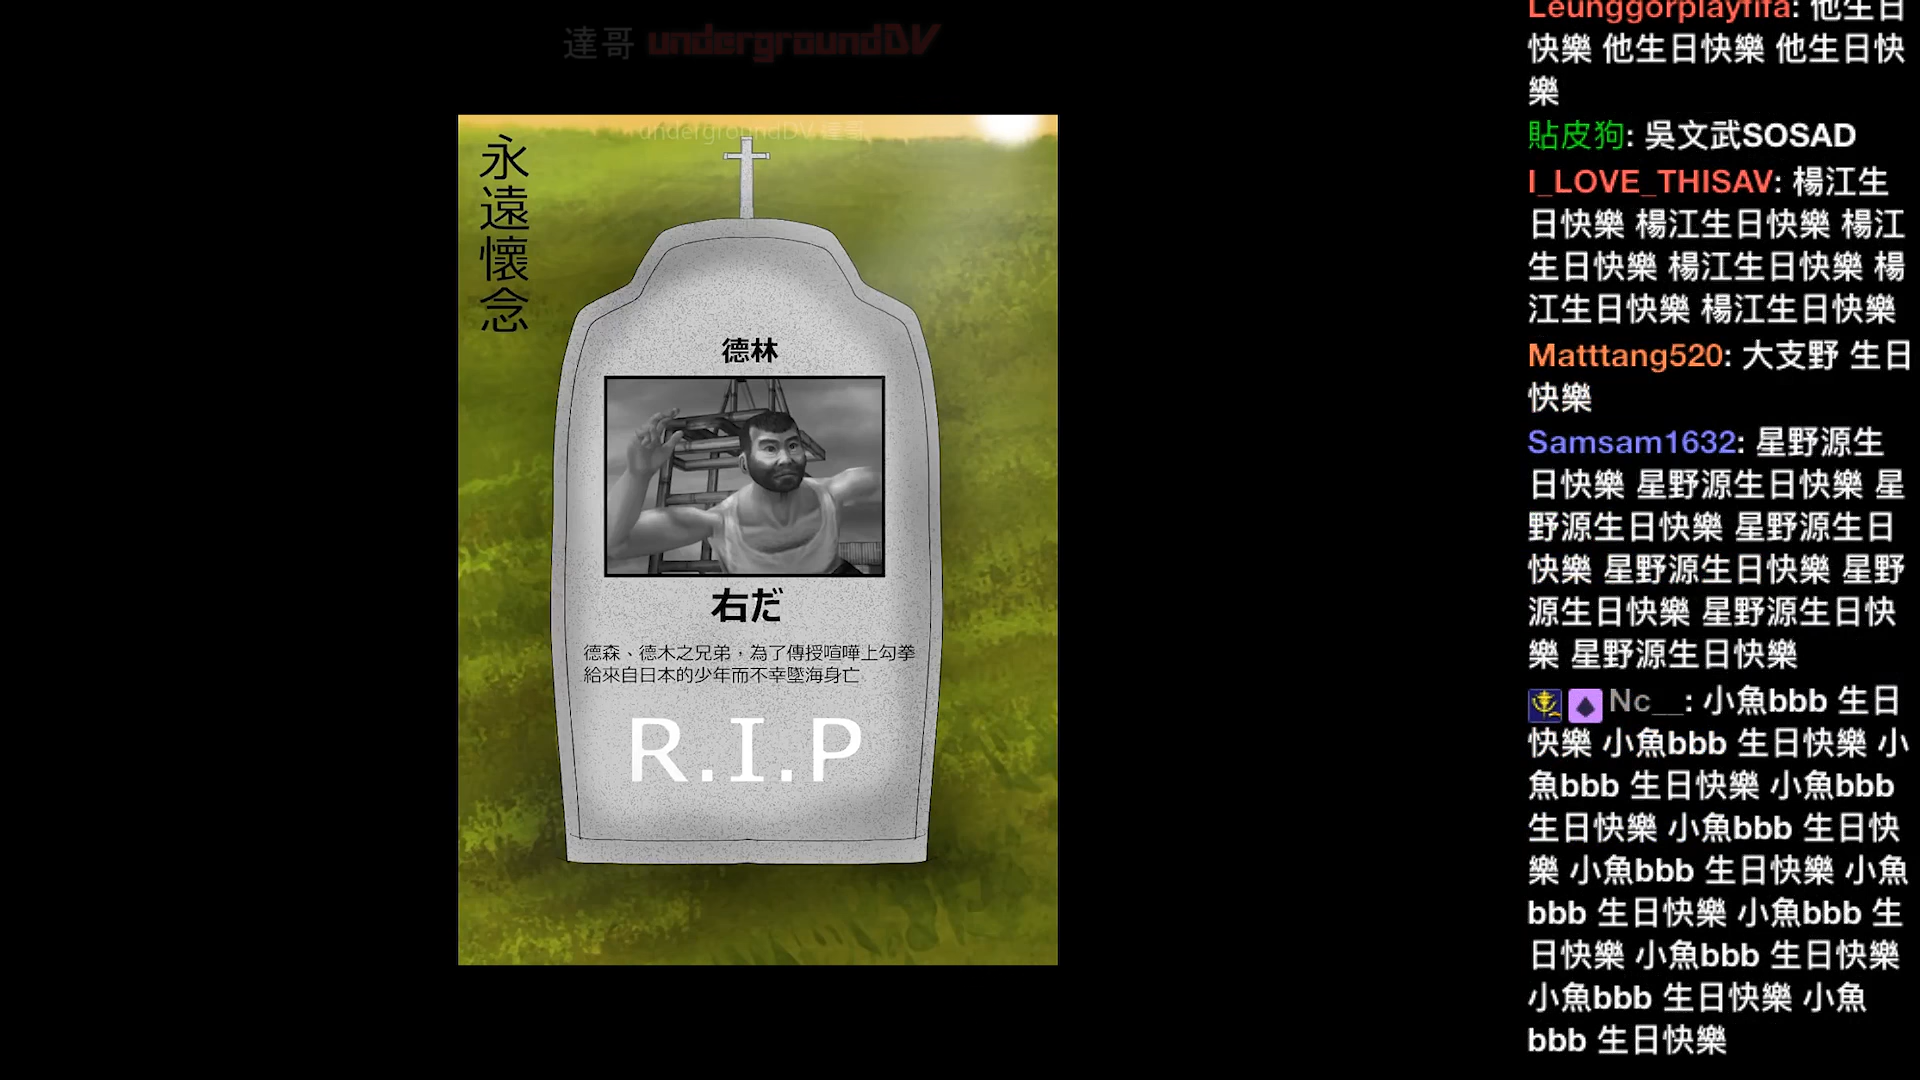 達哥 undergroundDV
undergroundDV 達哥
永遠懷念
德林
右だ
德森、德木之兄弟，為了傳授喧嘩上勾拳
給來自日本的少年而不幸墜海身亡
R.I.P
Leunggorplayfifa: 他生日
快樂 他生日快樂 他生日快
樂
貼皮狗: 吳文武SOSAD
I_LOVE_THISAV: 楊江生
日快樂 楊江生日快樂 楊江
生日快樂 楊江生日快樂 楊
江生日快樂 楊江生日快樂
Matttang520: 大支野 生日
快樂
Samsam1632: 星野源生
日快樂 星野源生日快樂 星
野源生日快樂 星野源生日
快樂 星野源生日快樂 星野
源生日快樂 星野源生日快
樂 星野源生日快樂
Nc__: 小魚bbb 生日
快樂 小魚bbb 生日快樂 小
魚bbb 生日快樂 小魚bbb
生日快樂 小魚bbb 生日快
樂 小魚bbb 生日快樂 小魚
bbb 生日快樂 小魚bbb 生
日快樂 小魚bbb 生日快樂
小魚bbb 生日快樂 小魚
bbb 生日快樂